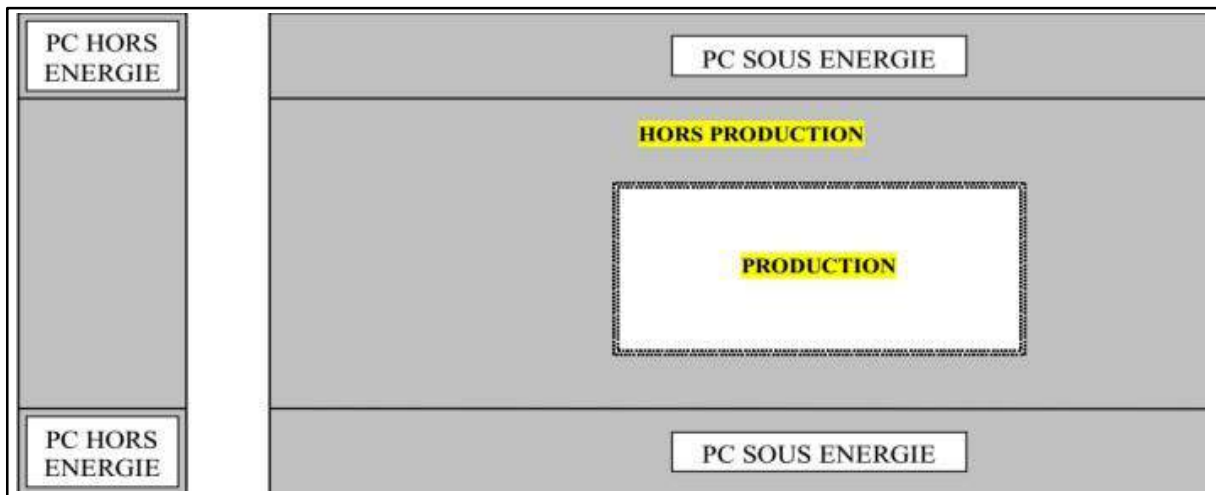 PC HORS
ENERGIE
PC SOUS ENERGIE
HORS PRODUCTION
PRODUCTION
PC HORS
ENERGIE
PC SOUS ENERGIE